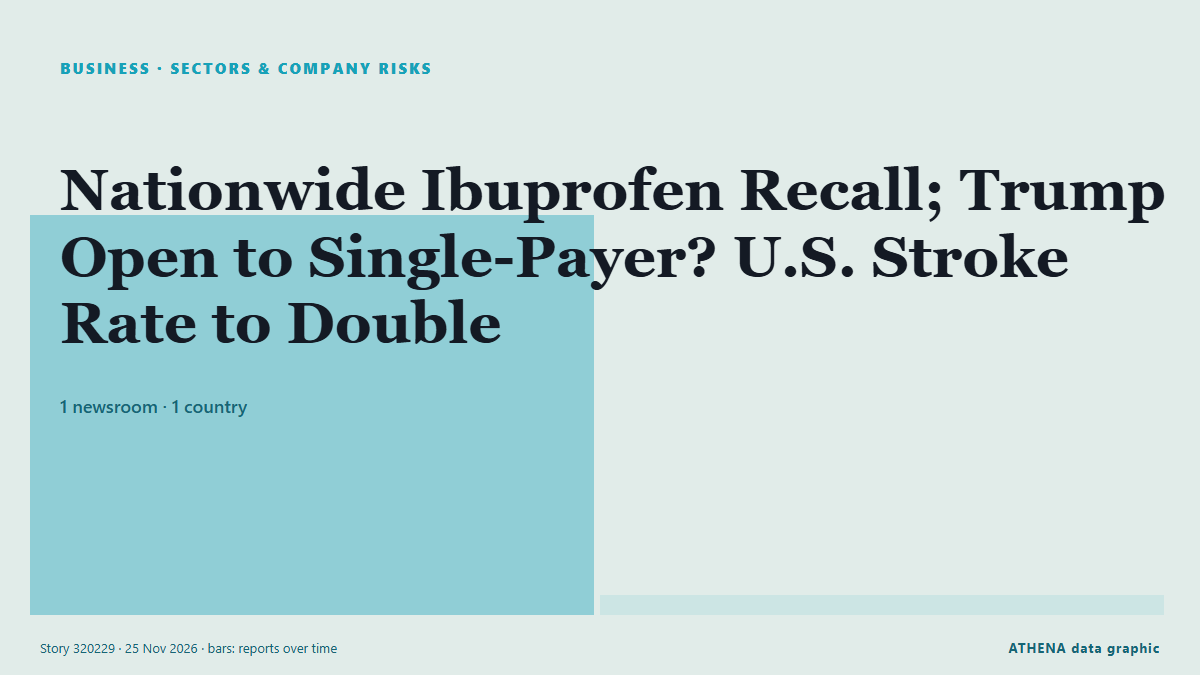 BUSINESS · SECTORS & COMPANY RISKS
Nationwide Ibuprofen Recall; Trump
Open to Single-Payer? U.S. Stroke
Rate to Double
1 newsroom · 1 country
Story 320229 · 25 Nov 2026 · bars: reports over time
ATHENA data graphic